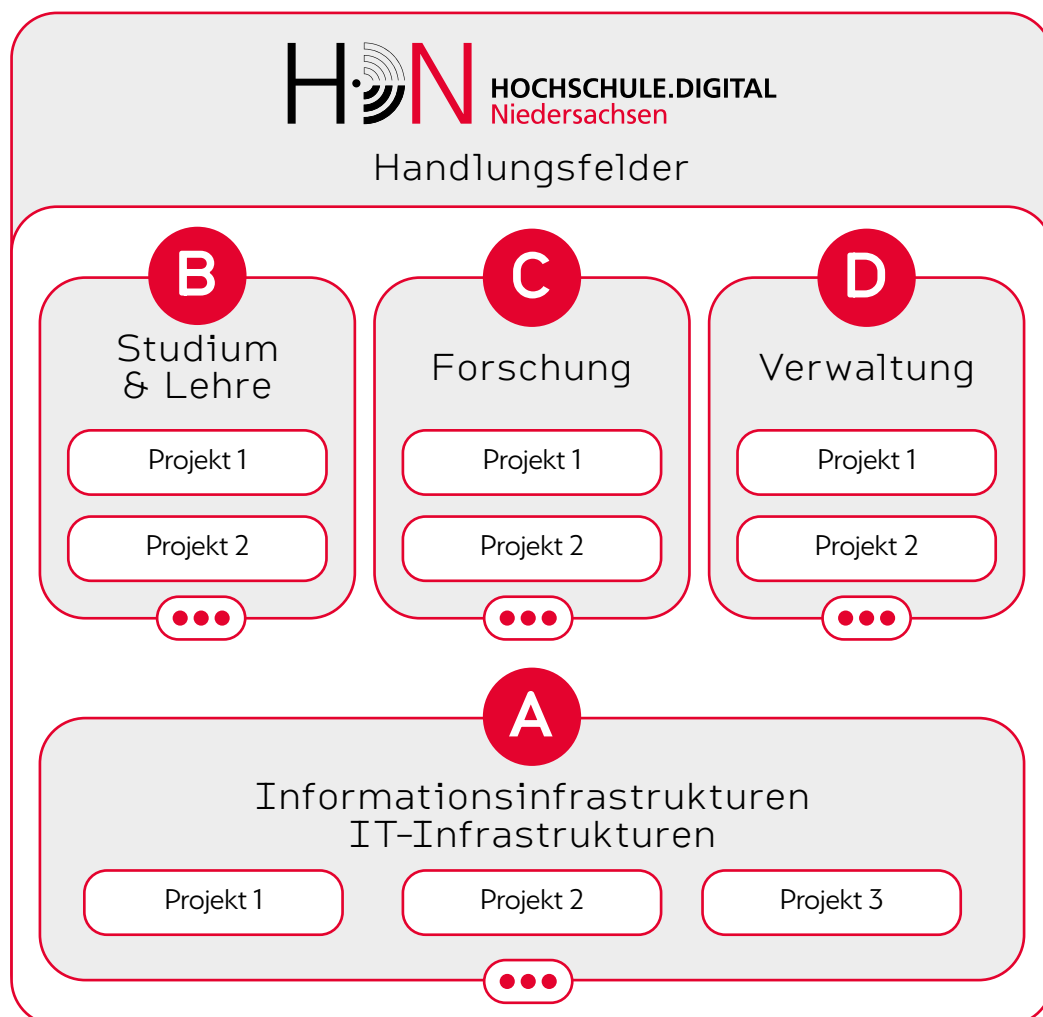 HN HOCHSCHULE.DIGITAL
Niedersachsen
Handlungsfelder
B
Studium
& Lehre
Projekt 1
Projekt 2
C
Forschung
Projekt 1
Projekt 2
D
Verwaltung
Projekt 1
Projekt 2
A
Informationsinfrastrukturen
IT-Infrastrukturen
Projekt 1
Projekt 2
Projekt 3